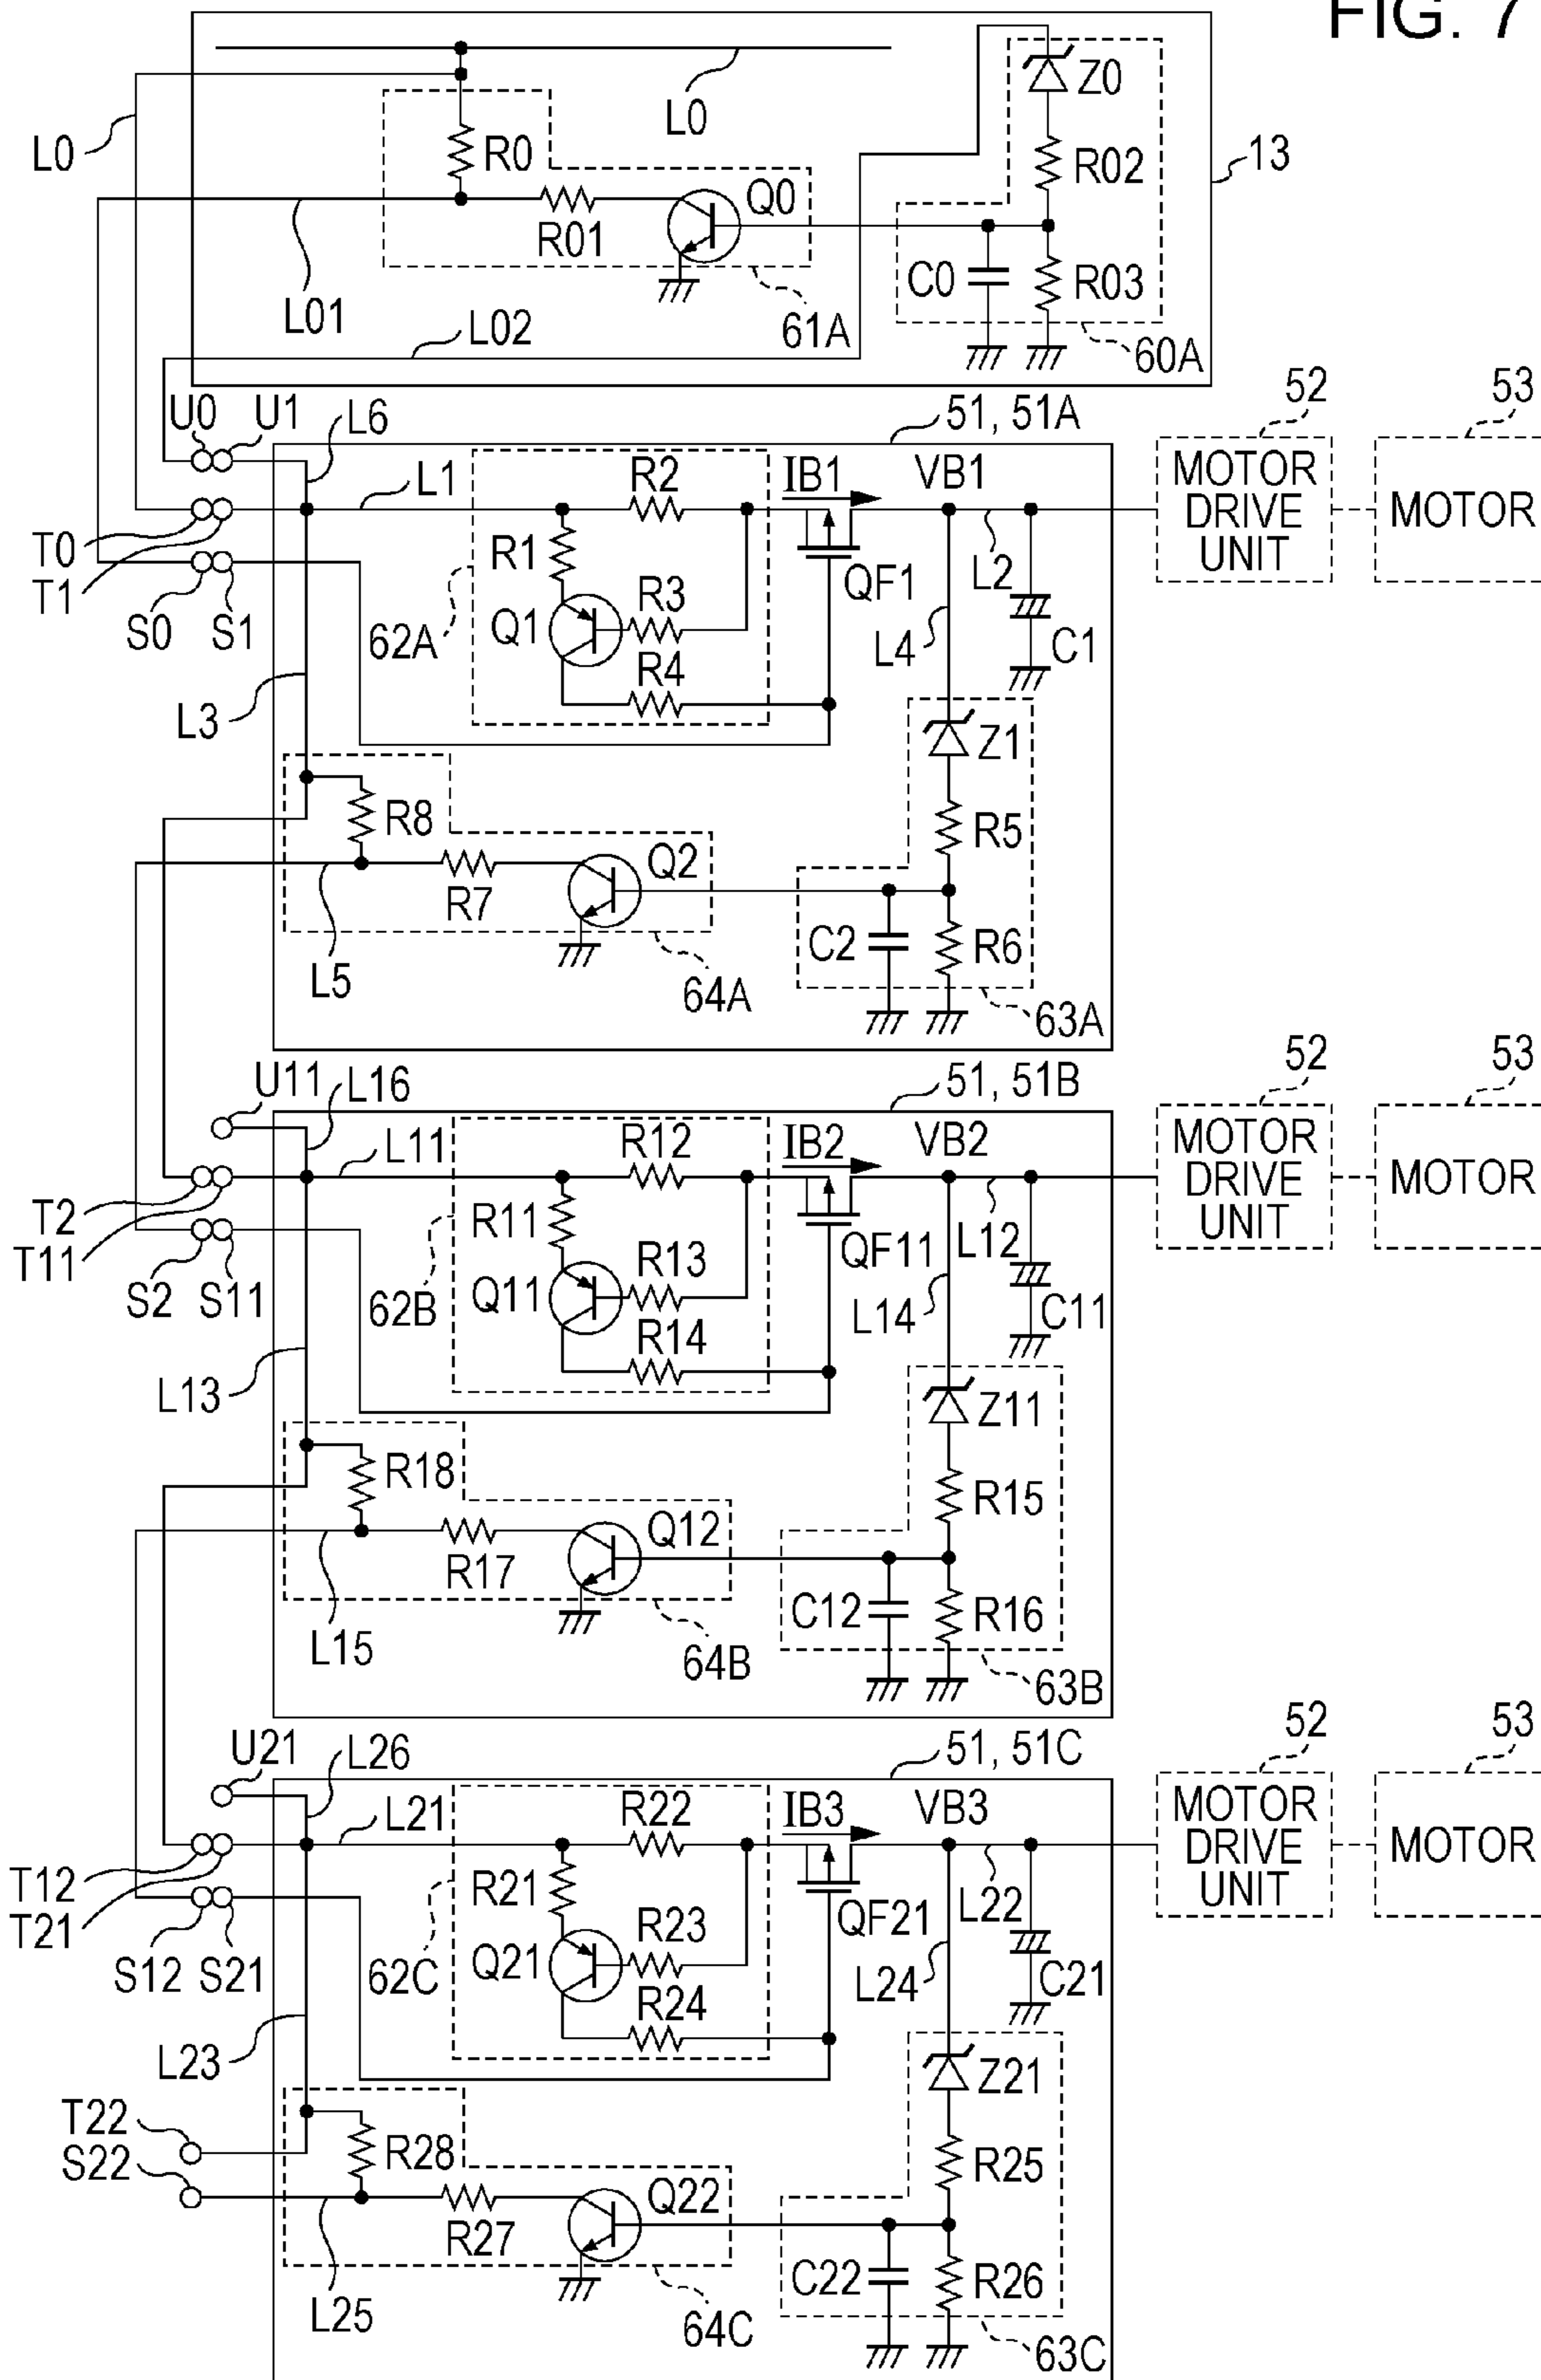 FIG. 7
L0
L0
Z0
R0
R02
13
Q0
R01
C0
R03
L01
L02
61A
60A
U0
U1
L6
51, 51A
52
53
L1
R2
IB1
VB1
MOTOR
DRIVE
UNIT
MOTOR
T0
T1
R1
R3
QF1
L2
S0
S1
62A
Q1
R4
L4
C1
L3
Z1
R8
R5
Q2
R7
C2
R6
L5
64A
63A
U11
L16
51, 51B
52
53
L11
R12
IB2
VB2
MOTOR
DRIVE
UNIT
MOTOR
T2
T11
R11
R13
QF11
L12
S2
S11
62B
Q11
R14
L14
C11
L13
Z11
R18
R15
Q12
R17
C12
R16
L15
64B
63B
U21
L26
51, 51C
52
53
L21
R22
IB3
VB3
MOTOR
DRIVE
UNIT
MOTOR
T12
T21
R21
R23
QF21
L22
S12
S21
62C
Q21
R24
L24
C21
L23
Z21
T22
S22
R28
R25
Q22
R27
C22
R26
L25
64C
63C